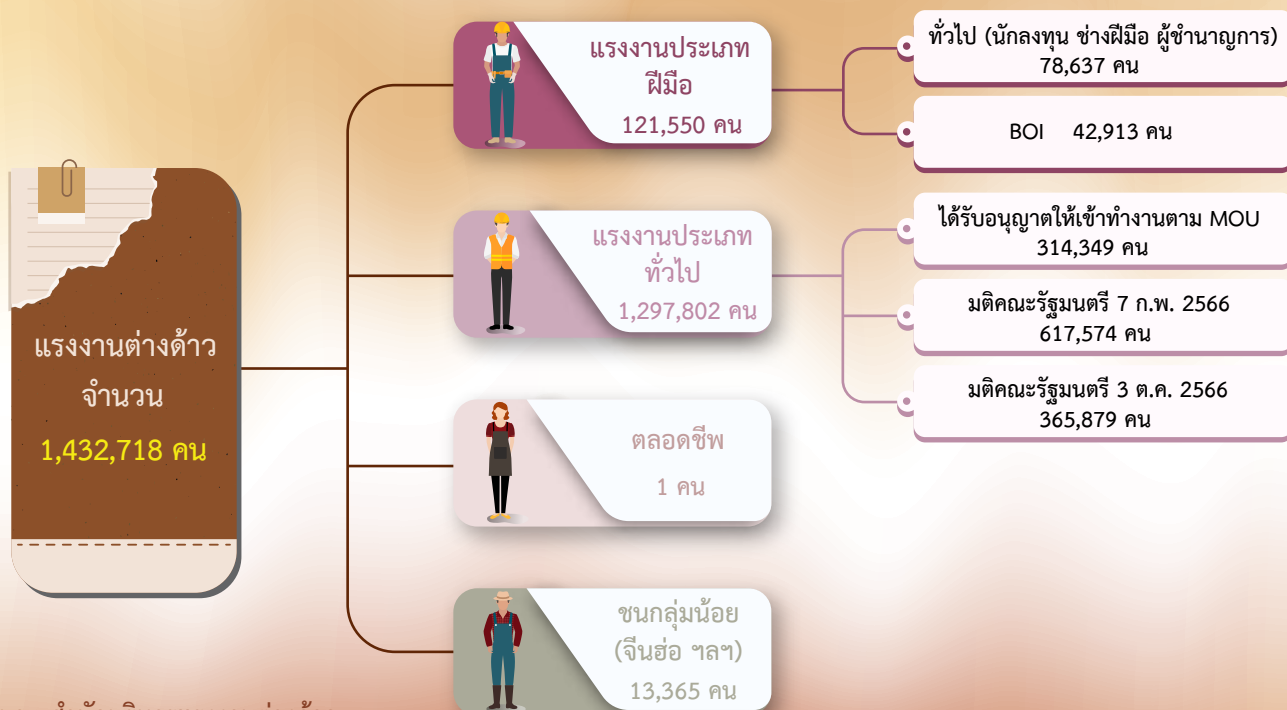 แรงงานต่างด้าว
จำนวน
1,432,718 คน
แรงงานประเภท
ฝีมือ
121,550 คน
ทั่วไป (นักลงทุน ช่างฝีมือ ผู้ชำนาญการ)
78,637 คน
BOI 42,913 คน
แรงงานประเภท
ทั่วไป
1,297,802 คน
ได้รับอนุญาตให้เข้าทำงานตาม MOU
314,349 คน
มติคณะรัฐมนตรี 7 ก.พ. 2566
617,574 คน
มติคณะรัฐมนตรี 3 ต.ค. 2566
365,879 คน
ตลอดชีพ
1 คน
ชนกลุ่มน้อย
(จีนฮ่อ ฯลฯ)
13,365 คน